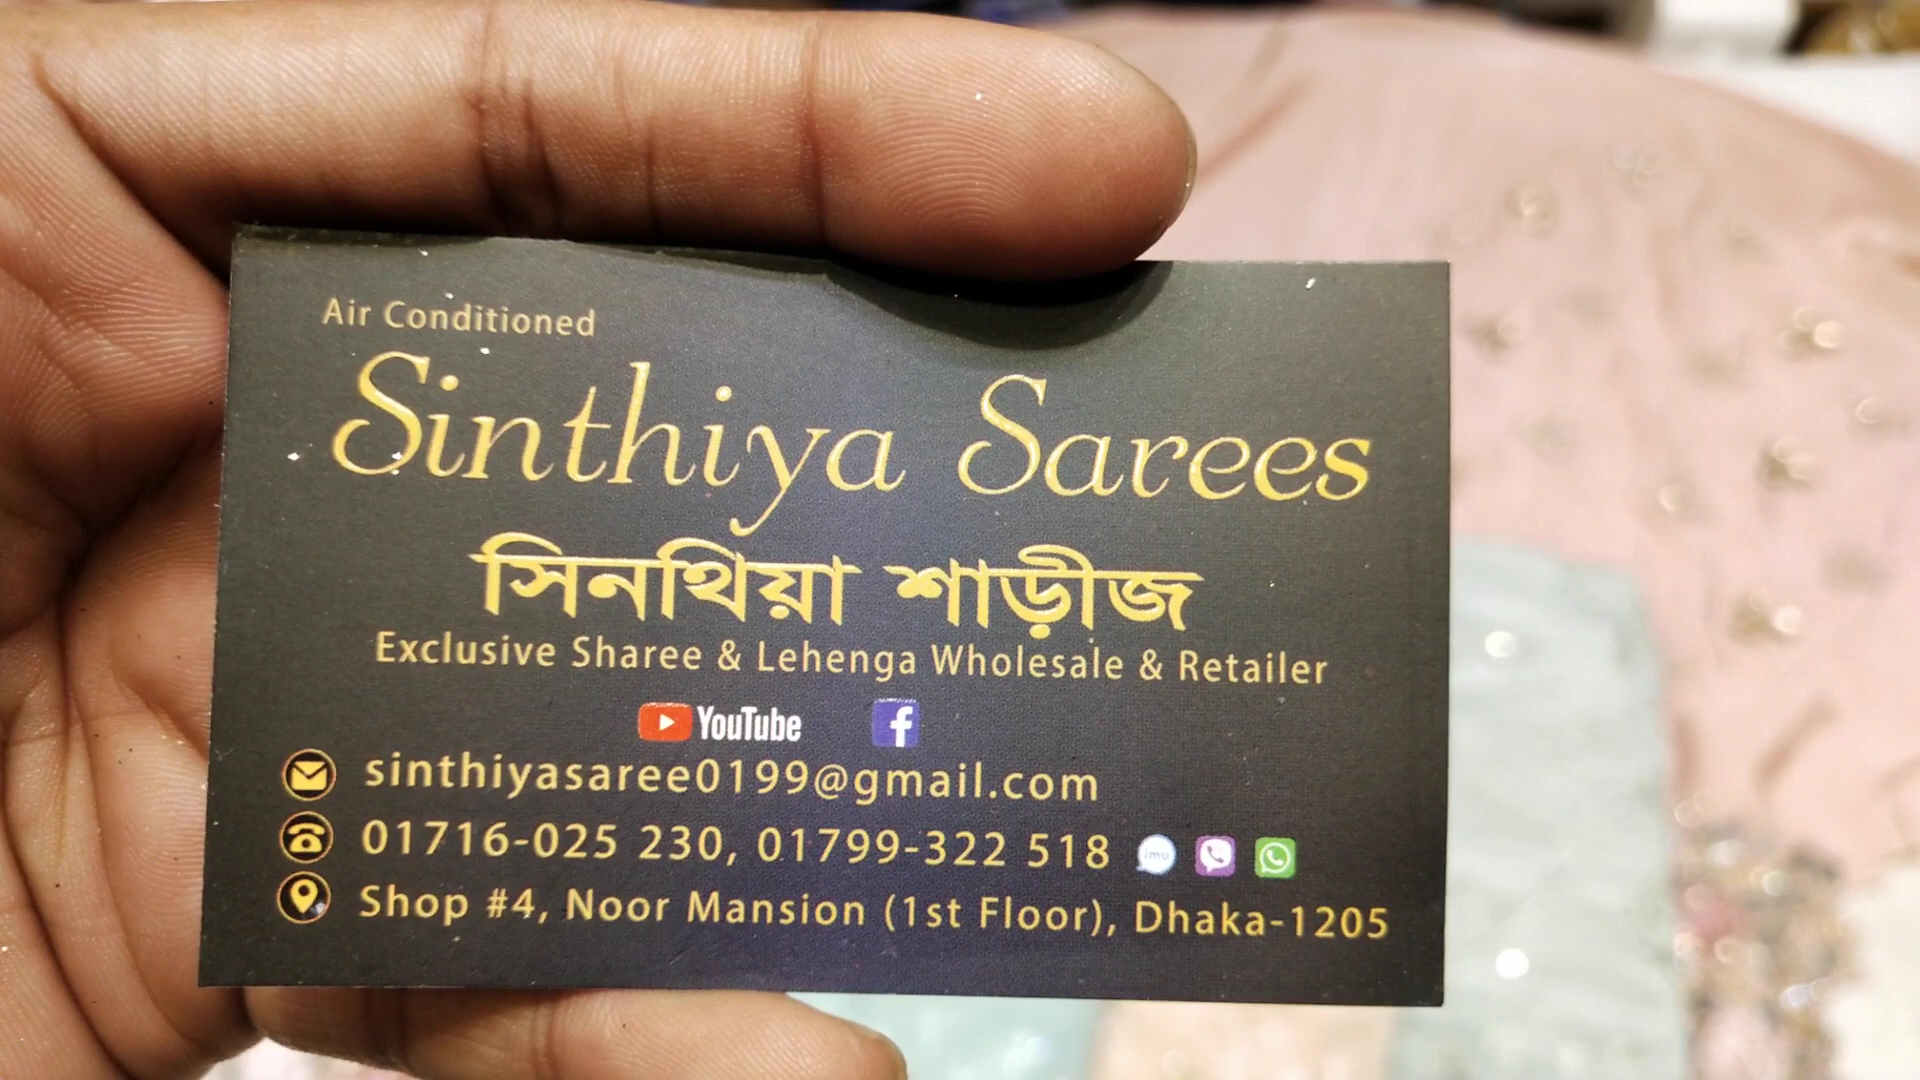 Air Conditioned
Sinthiya Sarees
সিনথিয়া শাড়ীজ
Exclusive Sharee & Lehenga Wholesale & Retailer
YouTube f
sinthiyasaree0199@gmail.com
01716-025 230, 01799-322 518 imo
Shop #4, Noor Mansion (1st Floor), Dhaka-1205